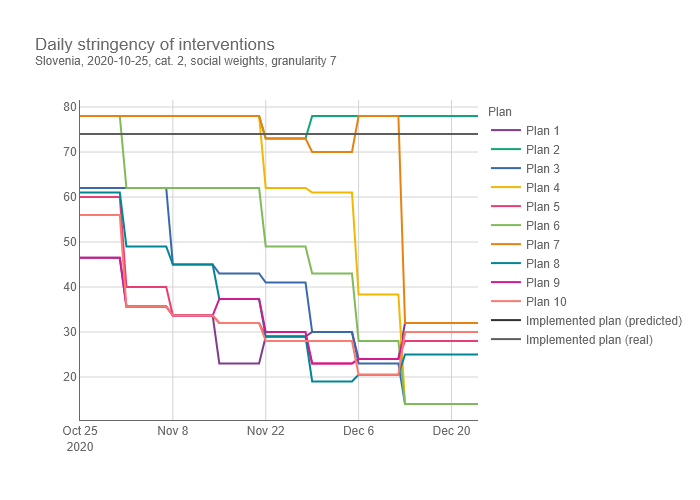 Daily stringency of interventions
Slovenia, 2020-10-25, cat. 2, social weights, granularity 7
80
70
60
50
40
30
20
Oct 25
2020
Nov 8
Nov 22
Dec 6
Dec 20
Plan
Plan 1
Plan 2
Plan 3
Plan 4
Plan 5
Plan 6
Plan 7
Plan 8
Plan 9
Plan 10
Implemented plan (predicted)
Implemented plan (real)